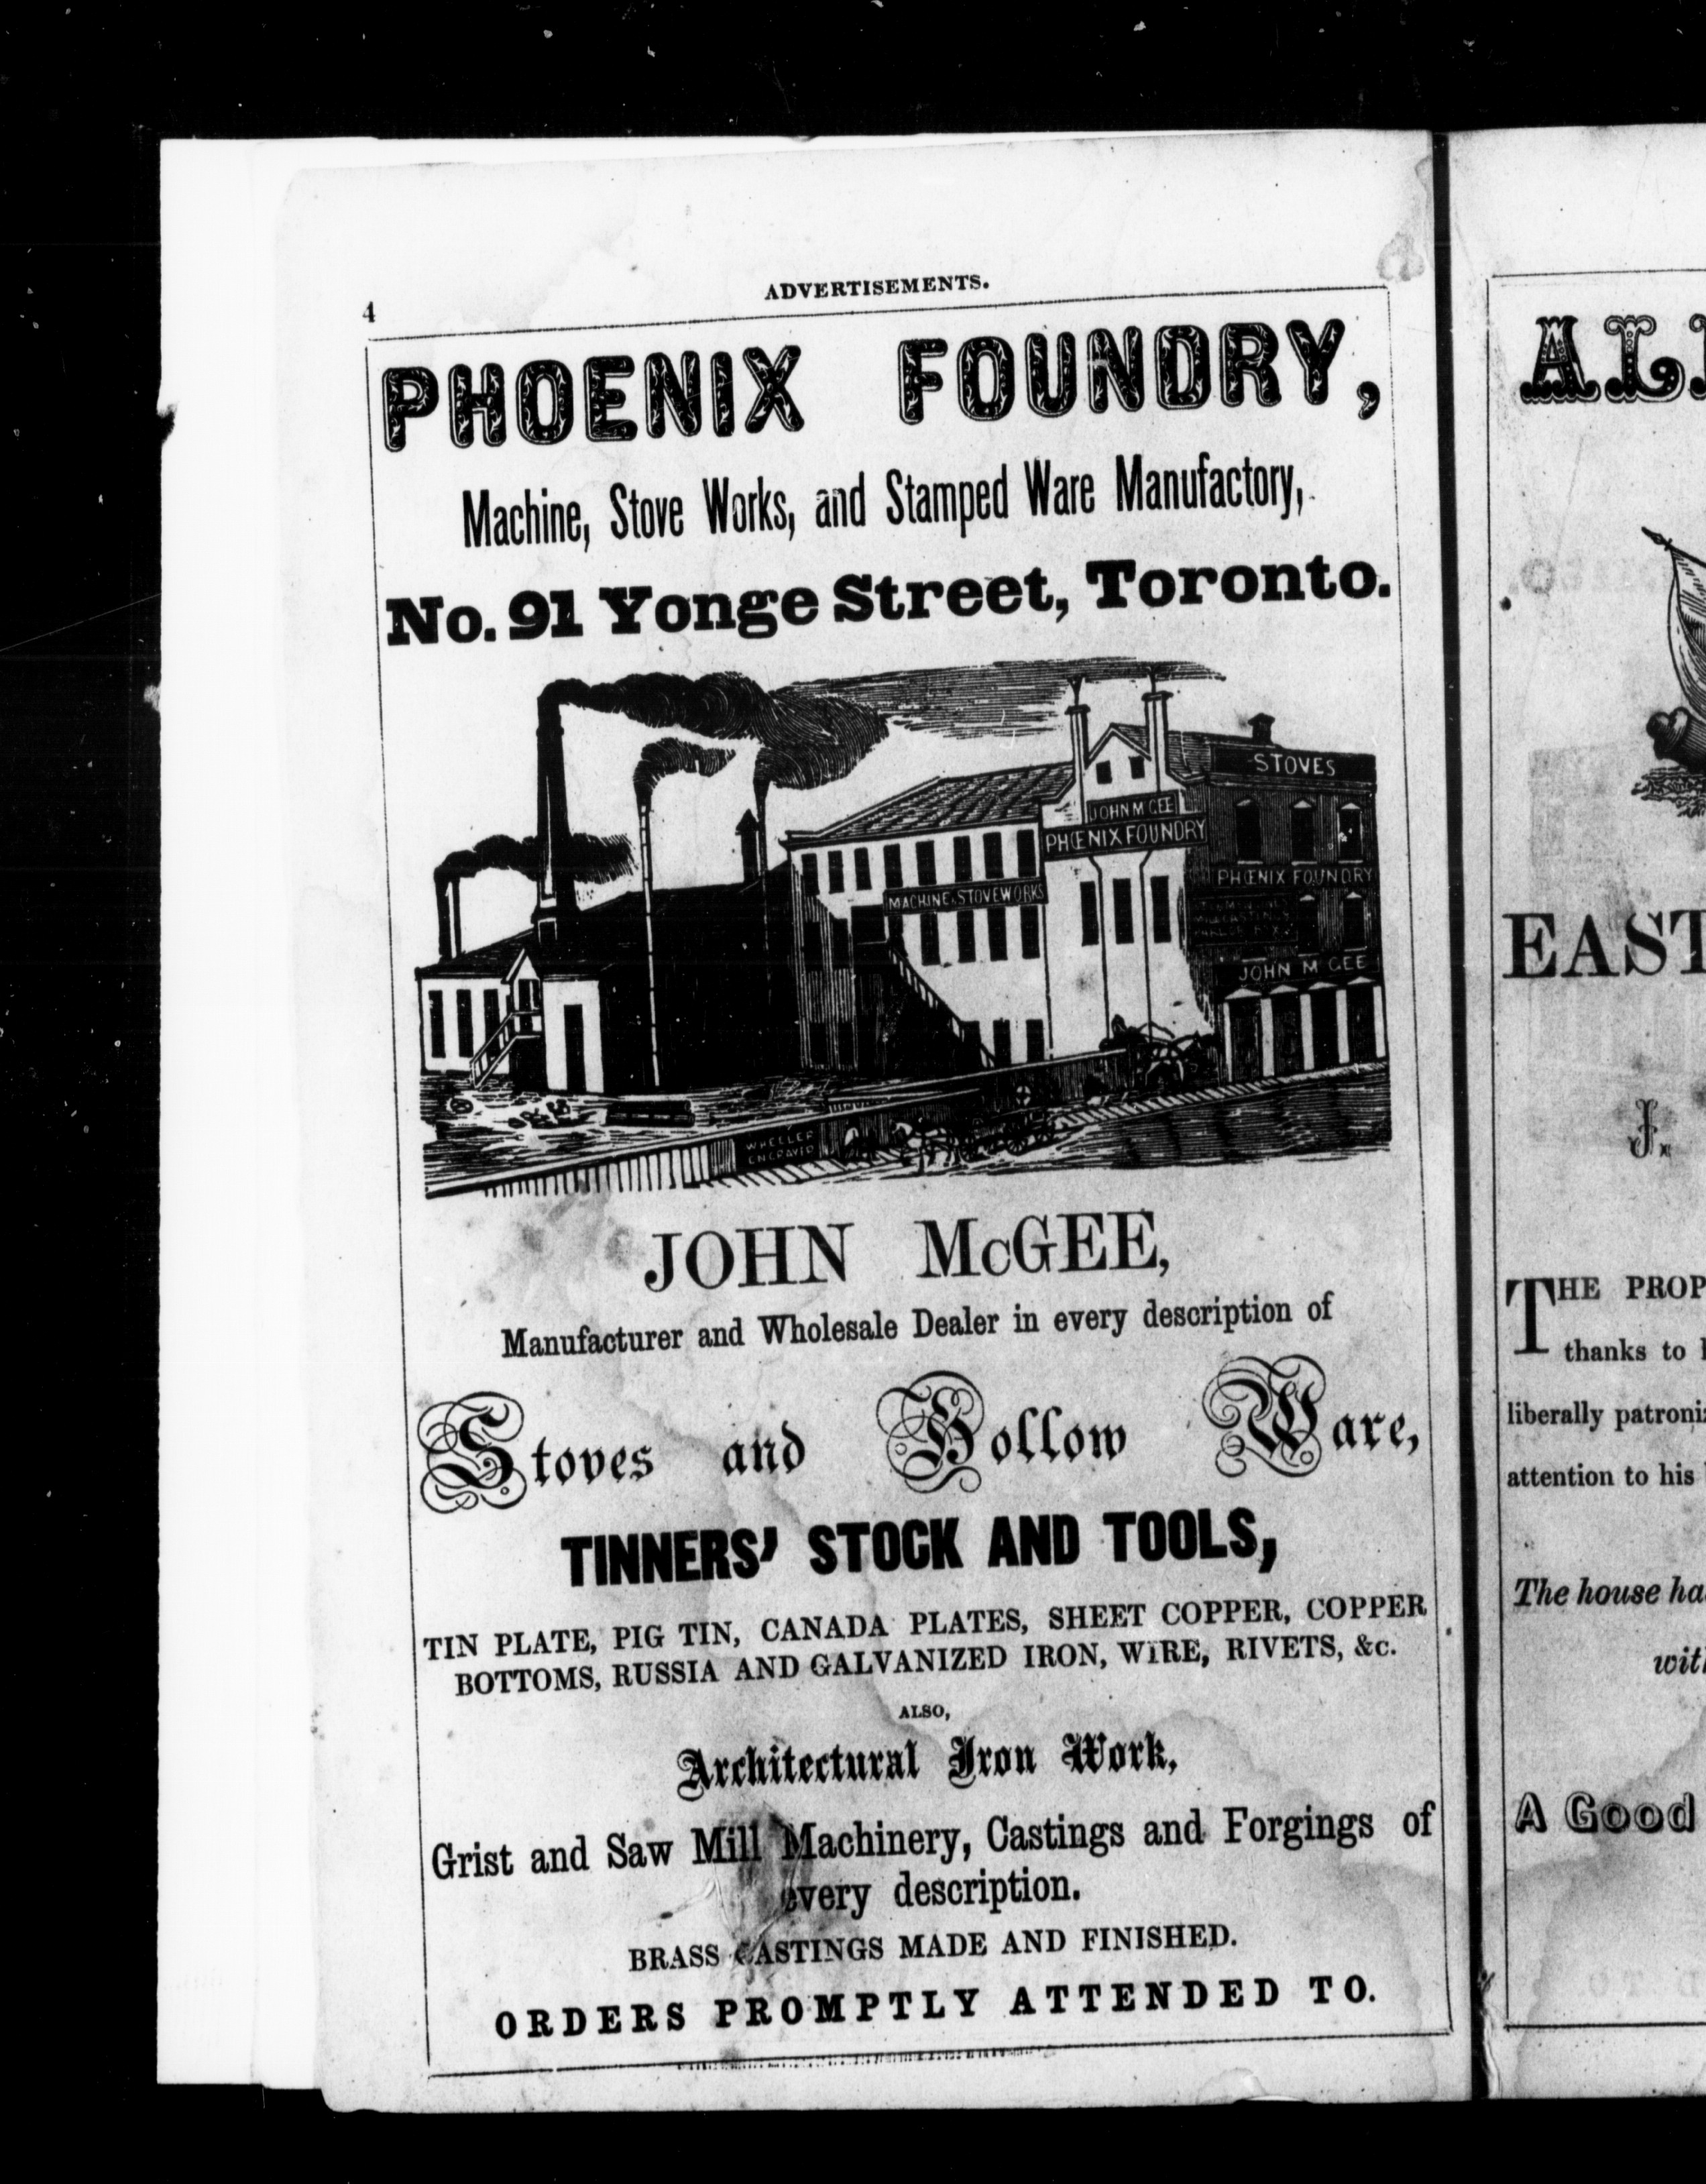 4
ADVERTISEMENTS.
PHOENIX FOUNDRY,
Machine, Stove Works, and Stamped Ware Manufactory,
No. 91 Yonge Street, Toronto.
STOVES
JOHN M GEE
PHŒNIX FOUNDRY
PHŒNIX FOUNDRY
MACHINE & STOVE WORKS
JOHN M GEE
WHELLER
ENGRAVER
JOHN McGEE,
Manufacturer and Wholesale Dealer in every description of
Stoves and Hollow Ware,
TINNERS' STOCK AND TOOLS,
TIN PLATE, PIG TIN, CANADA PLATES, SHEET COPPER, COPPER
BOTTOMS, RUSSIA AND GALVANIZED IRON, WIRE, RIVETS, &c.
ALSO,
Architectural Iron Work,
Grist and Saw Mill Machinery, Castings and Forgings of
every description.
BRASS CASTINGS MADE AND FINISHED.
ORDERS PROMPTLY ATTENDED TO.
AL
EAST
J.
THE PROP
thanks to
liberally patroni
attention to his
The house ha
wit
A Good